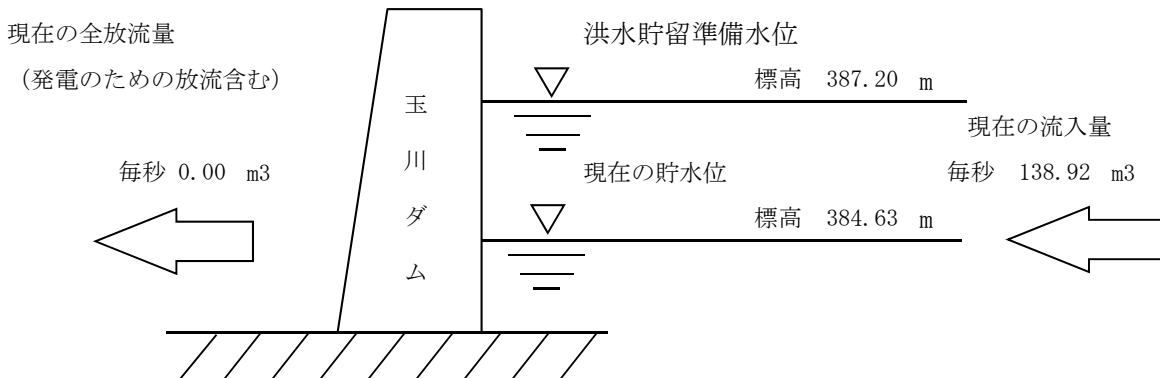 現在の全放流量
（発電のための放流含む）
毎秒 0.00 m3
玉川ダム
洪水貯留準備水位
標高 387.20 m
現在の貯水位
標高 384.63 m
現在の流入量
毎秒 138.92 m3